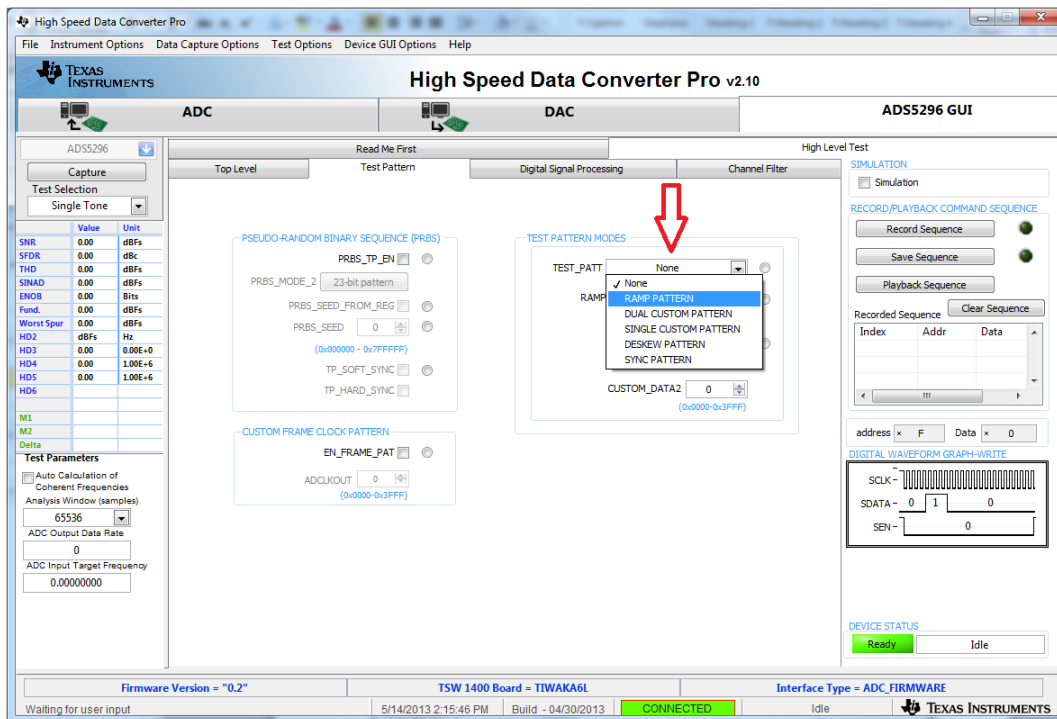 High Speed Data Converter Pro
File Instrument Options Data Capture Options Test Options Device GUI Options Help
TEXAS INSTRUMENTS
High Speed Data Converter Pro v2.10
ADC
DAC
ADS5296 GUI
ADS5296
Capture
Test Selection
Single Tone
Value Unit
SNR 0.00 dBFs
SFDR 0.00 dBc
THD 0.00 dBFs
SINAD 0.00 dBFs
ENOB 0.00 Bits
Fund. 0.00 dBFs
Worst Spur 0.00 dBFs
HD2 dBFs Hz
HD3 0.00 0.00E+0
HD4 0.00 1.00E+6
HD5 0.00 1.00E+6
HD6
M1
M2
Delta
Test Parameters
Auto Calculation of
Coherent Frequencies
Analysis Window (samples)
65536
ADC Output Data Rate
0
ADC Input Target Frequency
0.00000000
Read Me First
High Level Test
Top Level
Test Pattern
Digital Signal Processing
Channel Filter
PSEUDO-RANDOM BINARY SEQUENCE (PRBS)
PRBS_TP_EN
PRBS_MODE_2 23-bit pattern
PRBS_SEED_FROM_REG
PRBS_SEED 0
(0x000000 - 0x7FFFFF)
TP_SOFT_SYNC
TP_HARD_SYNC
CUSTOM FRAME CLOCK PATTERN
EN_FRAME_PAT
ADCLKOUT 0
(0x0000-0x3FFF)
TEST PATTERN MODES
TEST_PATT None
RAMP
✓ None
RAMP PATTERN
DUAL CUSTOM PATTERN
SINGLE CUSTOM PATTERN
DESKEW PATTERN
SYNC PATTERN
CUSTOM_DATA2 0
(0x0000-0x3FFF)
SIMULATION
Simulation
RECORD/PLAYBACK COMMAND SEQUENCE
Record Sequence
Save Sequence
Playback Sequence
Recorded Sequence Clear Sequence
Index Addr Data
address x F Data x 0
DIGITAL WAVEFORM GRAPH-WRITE
SCLK
SDATA 0 1 0
SEN 0
DEVICE STATUS
Ready Idle
Firmware Version = "0.2"
TSW 1400 Board = TIWAKA6L
Interface Type = ADC_FIRMWARE
Waiting for user input
5/14/2013 2:15:46 PM
Build - 04/30/2013
CONNECTED
Idle
TEXAS INSTRUMENTS